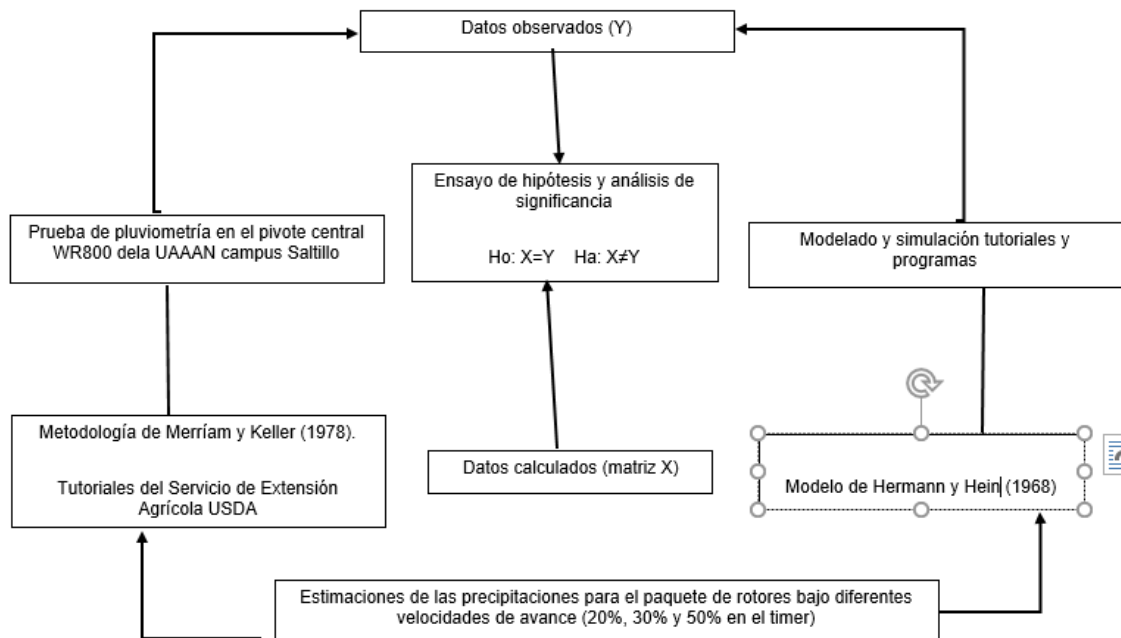 Datos observados (Y)
Ensayo de hipótesis y análisis de
significancia
Ho: X=Y Ha: X≠Y
Prueba de pluviometría en el pivote central
WR800 dela UAAAN campus Saltillo
Modelado y simulación tutoriales y
programas
Metodología de Merríam y Keller (1978).
Tutoriales del Servicio de Extensión
Agrícola USDA
Datos calculados (matriz X)
Modelo de Hermann y Hein (1968)
Estimaciones de las precipitaciones para el paquete de rotores bajo diferentes
velocidades de avance (20%, 30% y 50% en el timer)